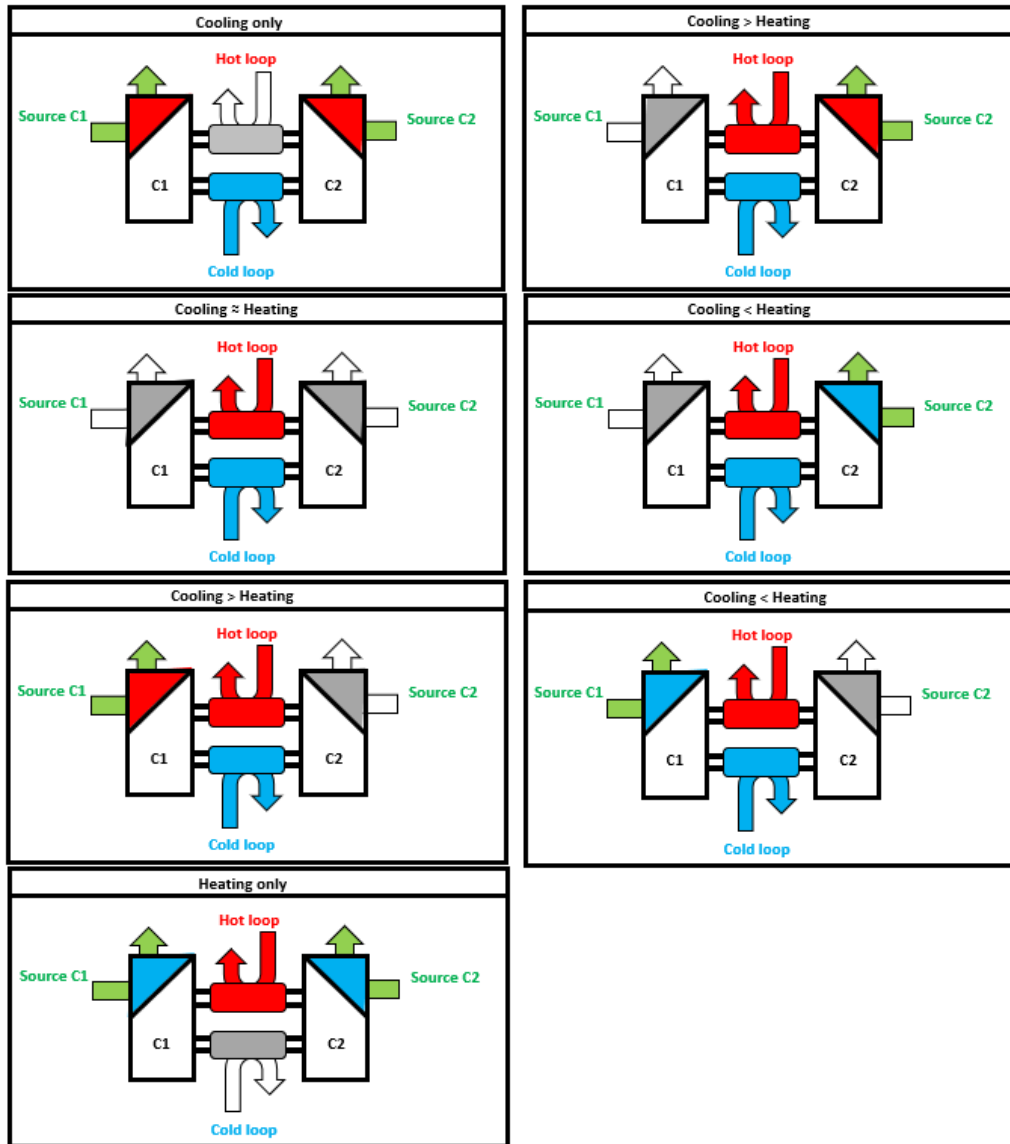 Cooling only
Hot loop
Source C1
Source C2
C1
C2
Cold loop
Cooling > Heating
Hot loop
Source C1
Source C2
C1
C2
Cold loop
Cooling ≈ Heating
Hot loop
Source C1
Source C2
C1
C2
Cold loop
Cooling < Heating
Hot loop
Source C1
Source C2
C1
C2
Cold loop
Cooling > Heating
Hot loop
Source C1
Source C2
C1
C2
Cold loop
Cooling < Heating
Hot loop
Source C1
Source C2
C1
C2
Cold loop
Heating only
Hot loop
Source C1
Source C2
C1
C2
Cold loop